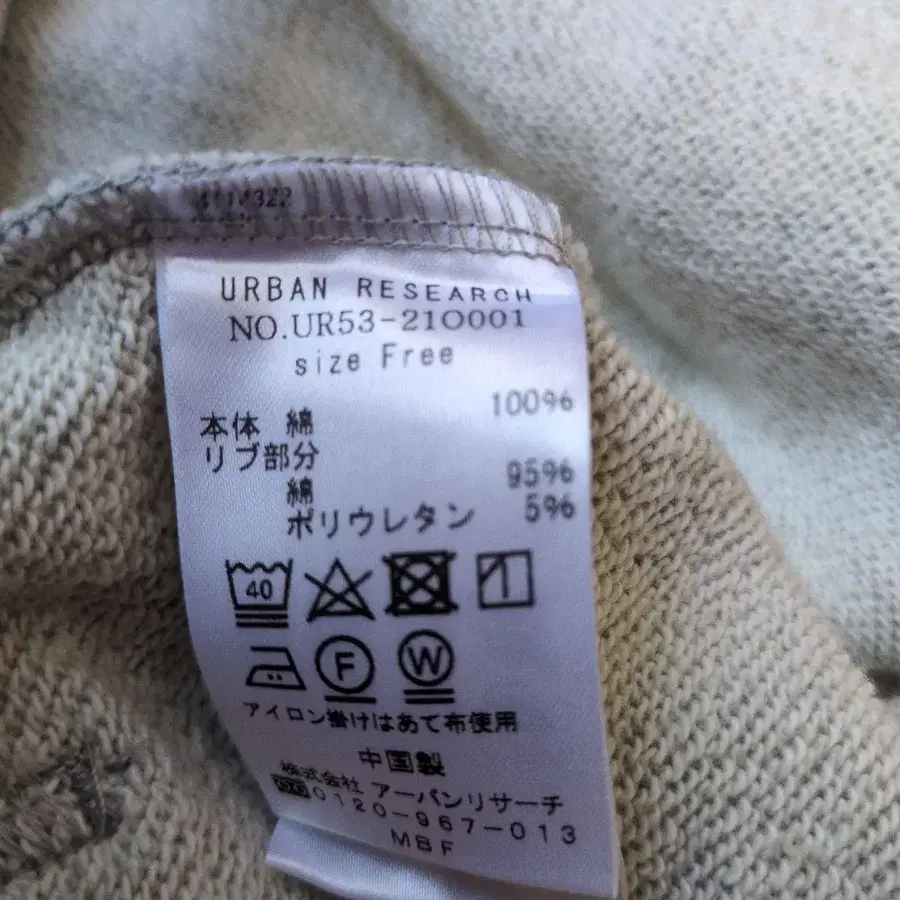 URBAN RESEARCH
NO.UR53-210001
size Free
本体 綿 100%
リブ部分
綿 95%
ポリウレタン 5%
40
F W
アイロン掛けはあて布使用
中国製
株式会社 アーバンリサーチ
0120-967-013
MBF